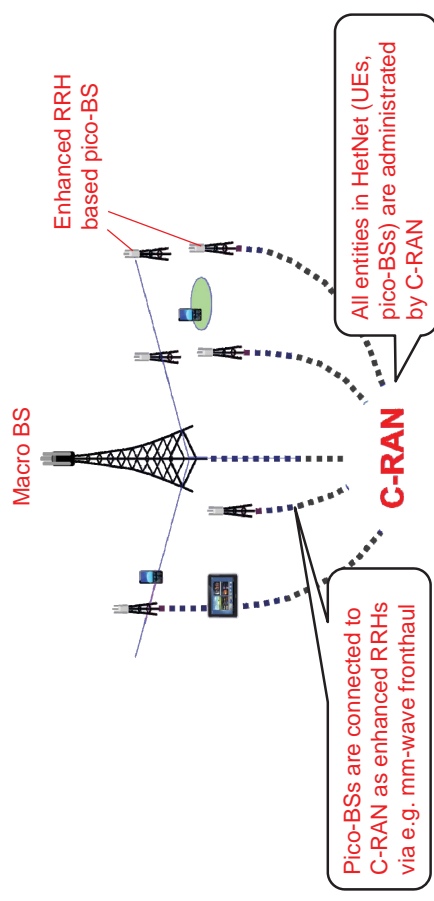 Macro BS
Enhanced RRH
based pico-BS
C-RAN
Pico-BSs are connected to
C-RAN as enhanced RRHs
via e.g. mm-wave fronthaul
All entities in HetNet (UEs,
pico-BSs) are administrated
by C-RAN